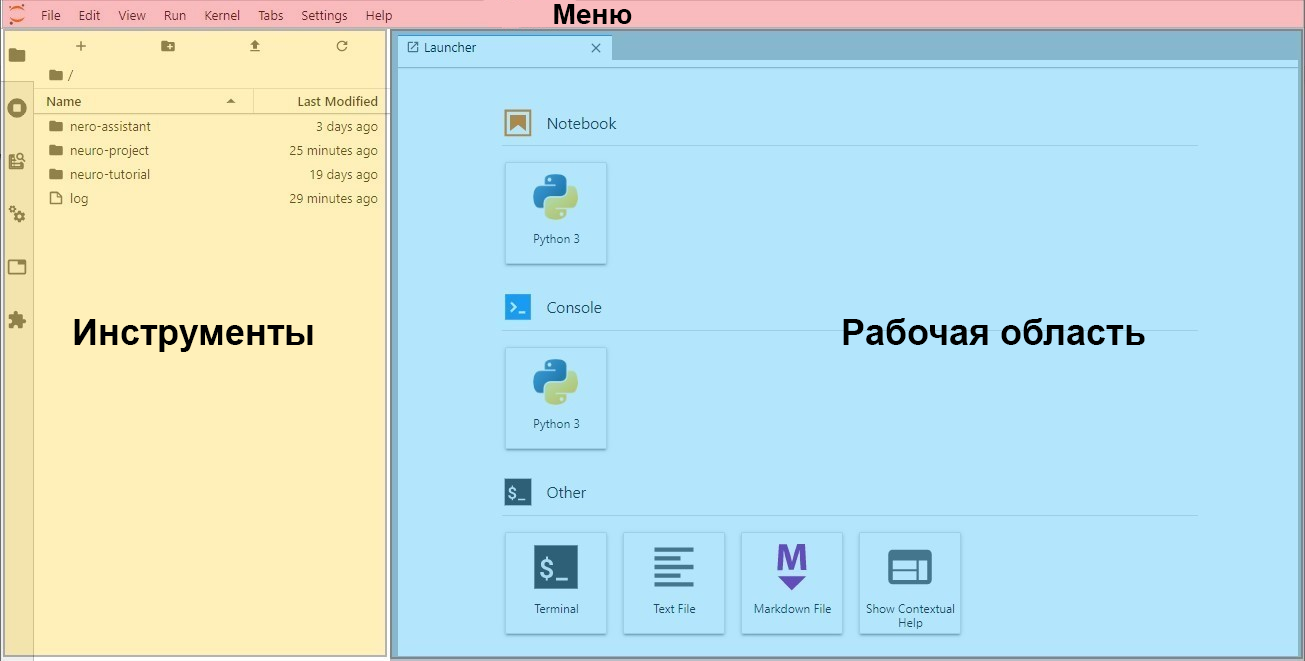 File Edit View Run Kernel Tabs Settings Help Меню
Launcher
/
Name Last Modified
nero-assistant 3 days ago
neuro-project 25 minutes ago
neuro-tutorial 19 days ago
log 29 minutes ago
Инструменты
Notebook
Python 3
Console
Рабочая область
Python 3
$_ Other
$_
Terminal
Text File
M
Markdown File
Show Contextual
Help